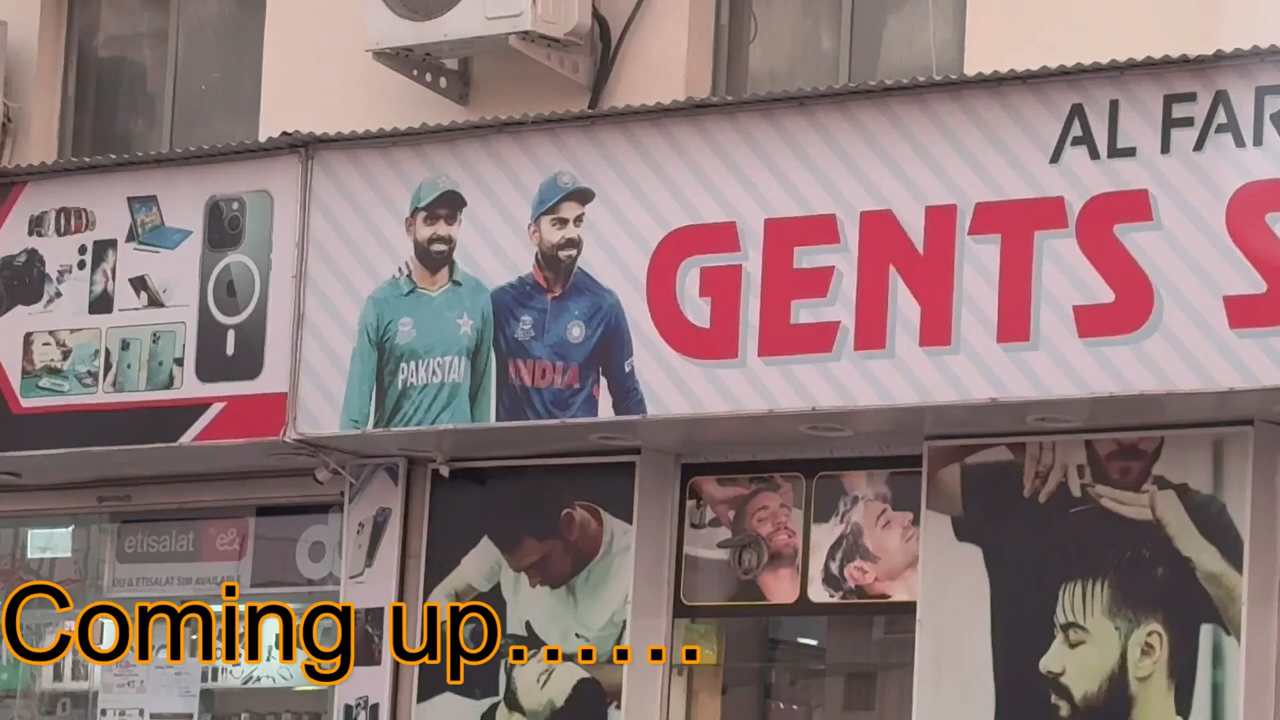 AL FAR
GENTS S
PAKISTAN
INDIA
etisalat
DU & ETISALAT SIM AVAILABLE
Coming up......